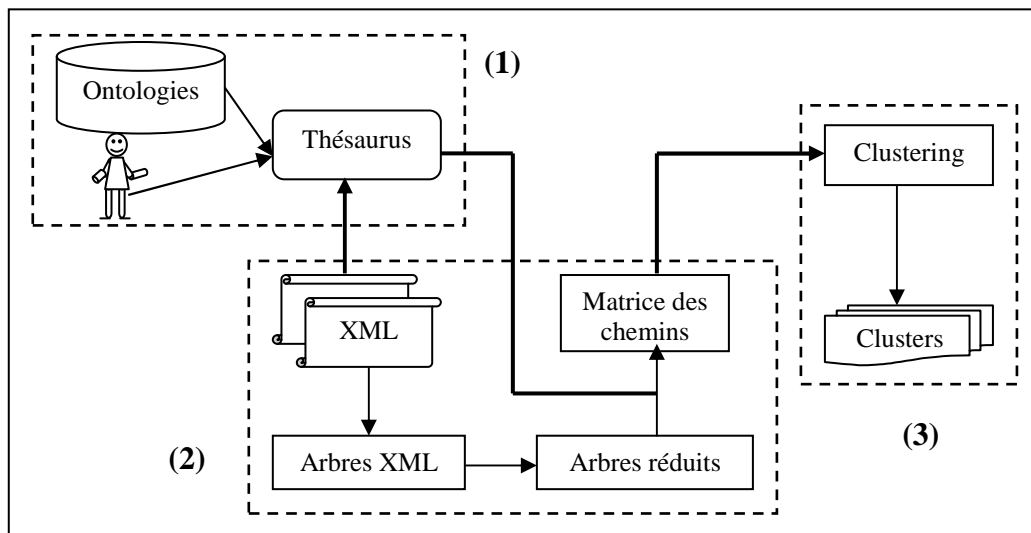 (1)
Ontologies
Thésaurus
Clustering
XML
Matrice des
chemins
Clusters
(2)
Arbres XML
Arbres réduits
(3)